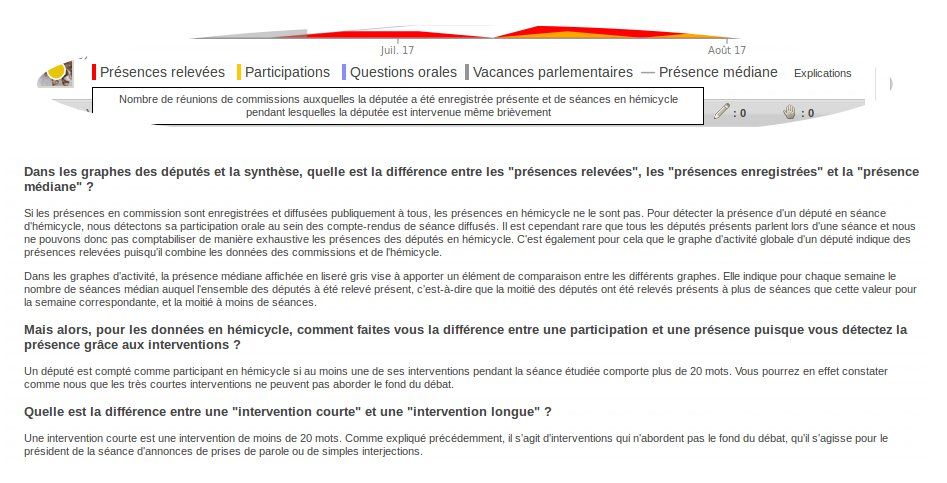 Juil. 17 Août 17
Présences relevées Participations Questions orales Vacances parlementaires Présence médiane Explications
Nombre de réunions de commissions auxquelles la députée a été enregistrée présente et de séances en hémicycle
pendant lesquelles la députée est intervenue même brièvement
: 0 : 0
Dans les graphes des députés et la synthèse, quelle est la différence entre les "présences relevées", les "présences enregistrées" et la "présence
médiane" ?
Si les présences en commission sont enregistrées et diffusées publiquement à tous, les présences en hémicycle ne le sont pas. Pour détecter la présence d'un député en séance
d'hémicycle, nous détectons sa participation orale au sein des compte-rendus de séance diffusés. Il est cependant rare que tous les députés présents parlent lors d'une séance et nous
ne pouvons donc pas comptabiliser de manière exhaustive les présences des députés en hémicycle. C'est également pour cela que le graphe d'activité globale d'un député indique des
présences relevées puisqu'il combine les données des commissions et de l'hémicycle.
Dans les graphes d'activité, la présence médiane affichée en liseré gris vise à apporter un élément de comparaison entre les différents graphes. Elle indique pour chaque semaine le
nombre de séances médian auquel l'ensemble des députés à été relevé présent, c'est-à-dire que la moitié des députés ont été relevés présents à plus de séances que cette valeur pour
la semaine correspondante, et la moitié à moins de séances.
Mais alors, pour les données en hémicycle, comment faites vous la différence entre une participation et une présence puisque vous détectez la
présence grâce aux interventions ?
Un député est compté comme participant en hémicycle si au moins une de ses interventions pendant la séance étudiée comporte plus de 20 mots. Vous pourrez en effet constater
comme nous que les très courtes interventions ne peuvent pas aborder le fond du débat.
Quelle est la différence entre une "intervention courte" et une "intervention longue" ?
Une intervention courte est une intervention de moins de 20 mots. Comme expliqué précédemment, il s'agit d'interventions qui n'abordent pas le fond du débat, qu'il s'agisse pour le
président de la séance d'annonces de prises de parole ou de simples interjections.